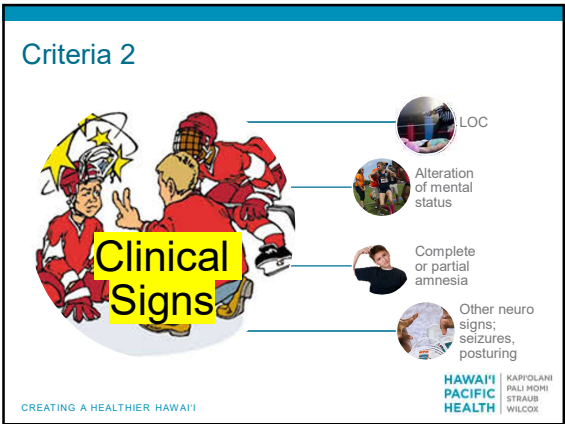 Criteria 2
Clinical
Signs
LOC
Alteration
of mental
status
Complete
or partial
amnesia
Other neuro
signs;
seizures,
posturing
CREATING A HEALTHIER HAWAI'I
HAWAI'I
PACIFIC
HEALTH
KAPI'OLANI
PALI MOMI
STRAUB
WILCOX